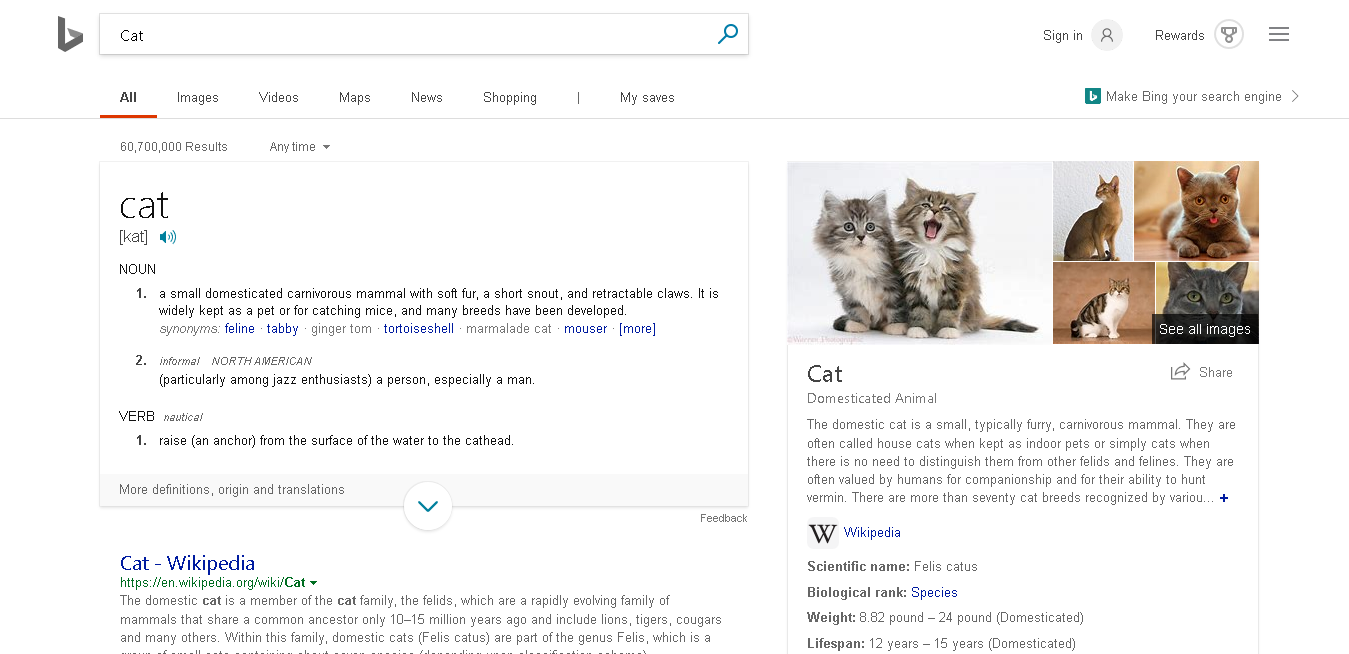 Cat
Sign in
Rewards
All Images Videos Maps News Shopping | My saves
Make Bing your search engine
60,700,000 Results Any time
cat
[kat]
NOUN
1. a small domesticated carnivorous mammal with soft fur, a short snout, and retractable claws. It is
widely kept as a pet or for catching mice, and many breeds have been developed.
synonyms: feline · tabby · ginger tom · tortoiseshell · marmalade cat · mouser · [more]
2. informal NORTH AMERICAN
(particularly among jazz enthusiasts) a person, especially a man.
VERB nautical
1. raise (an anchor) from the surface of the water to the cathead.
More definitions, origin and translations
Feedback
Cat - Wikipedia
https://en.wikipedia.org/wiki/Cat
The domestic cat is a member of the cat family, the felids, which are a rapidly evolving family of
mammals that share a common ancestor only 10–15 million years ago and include lions, tigers, cougars
and many others. Within this family, domestic cats (Felis catus) are part of the genus Felis, which is a
group of small cats containing about seven species (depending upon classification scheme).
©Warren Photographic
See all images
Cat
Share
Domesticated Animal
The domestic cat is a small, typically furry, carnivorous mammal. They are
often called house cats when kept as indoor pets or simply cats when
there is no need to distinguish them from other felids and felines. They are
often valued by humans for companionship and for their ability to hunt
vermin. There are more than seventy cat breeds recognized by variou... +
W Wikipedia
Scientific name: Felis catus
Biological rank: Species
Weight: 8.82 pound – 24 pound (Domesticated)
Lifespan: 12 years – 15 years (Domesticated)